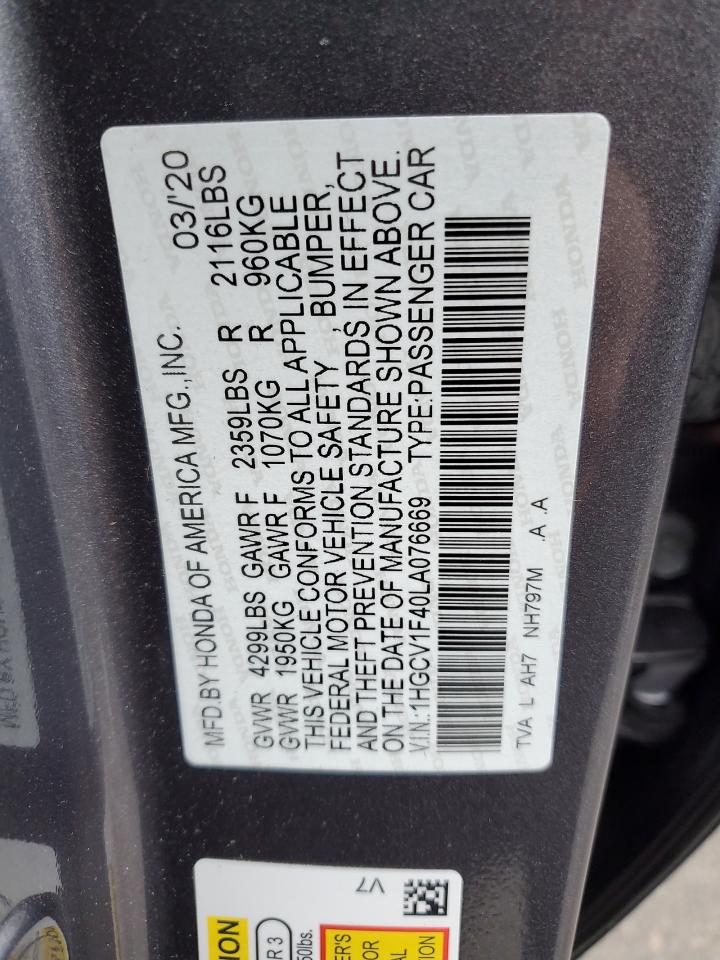 MFD.BY HONDA OF AMERICA MFG.,INC. 03/'20
GVWR 4299LBS GAWR F 2359LBS R 2116LBS
GVWR 1950KG GAWR F 1070KG R 960KG
THIS VEHICLE CONFORMS TO ALL APPLICABLE
FEDERAL MOTOR VEHICLE SAFETY, BUMPER,
AND THEFT PREVENTION STANDARDS IN EFFECT
ON THE DATE OF MANUFACTURE SHOWN ABOVE.
V.I.N.:1HGCV1F40LA076669 TYPE:PASSENGER CAR
TVA L AH7 NH797M .A .A
V7